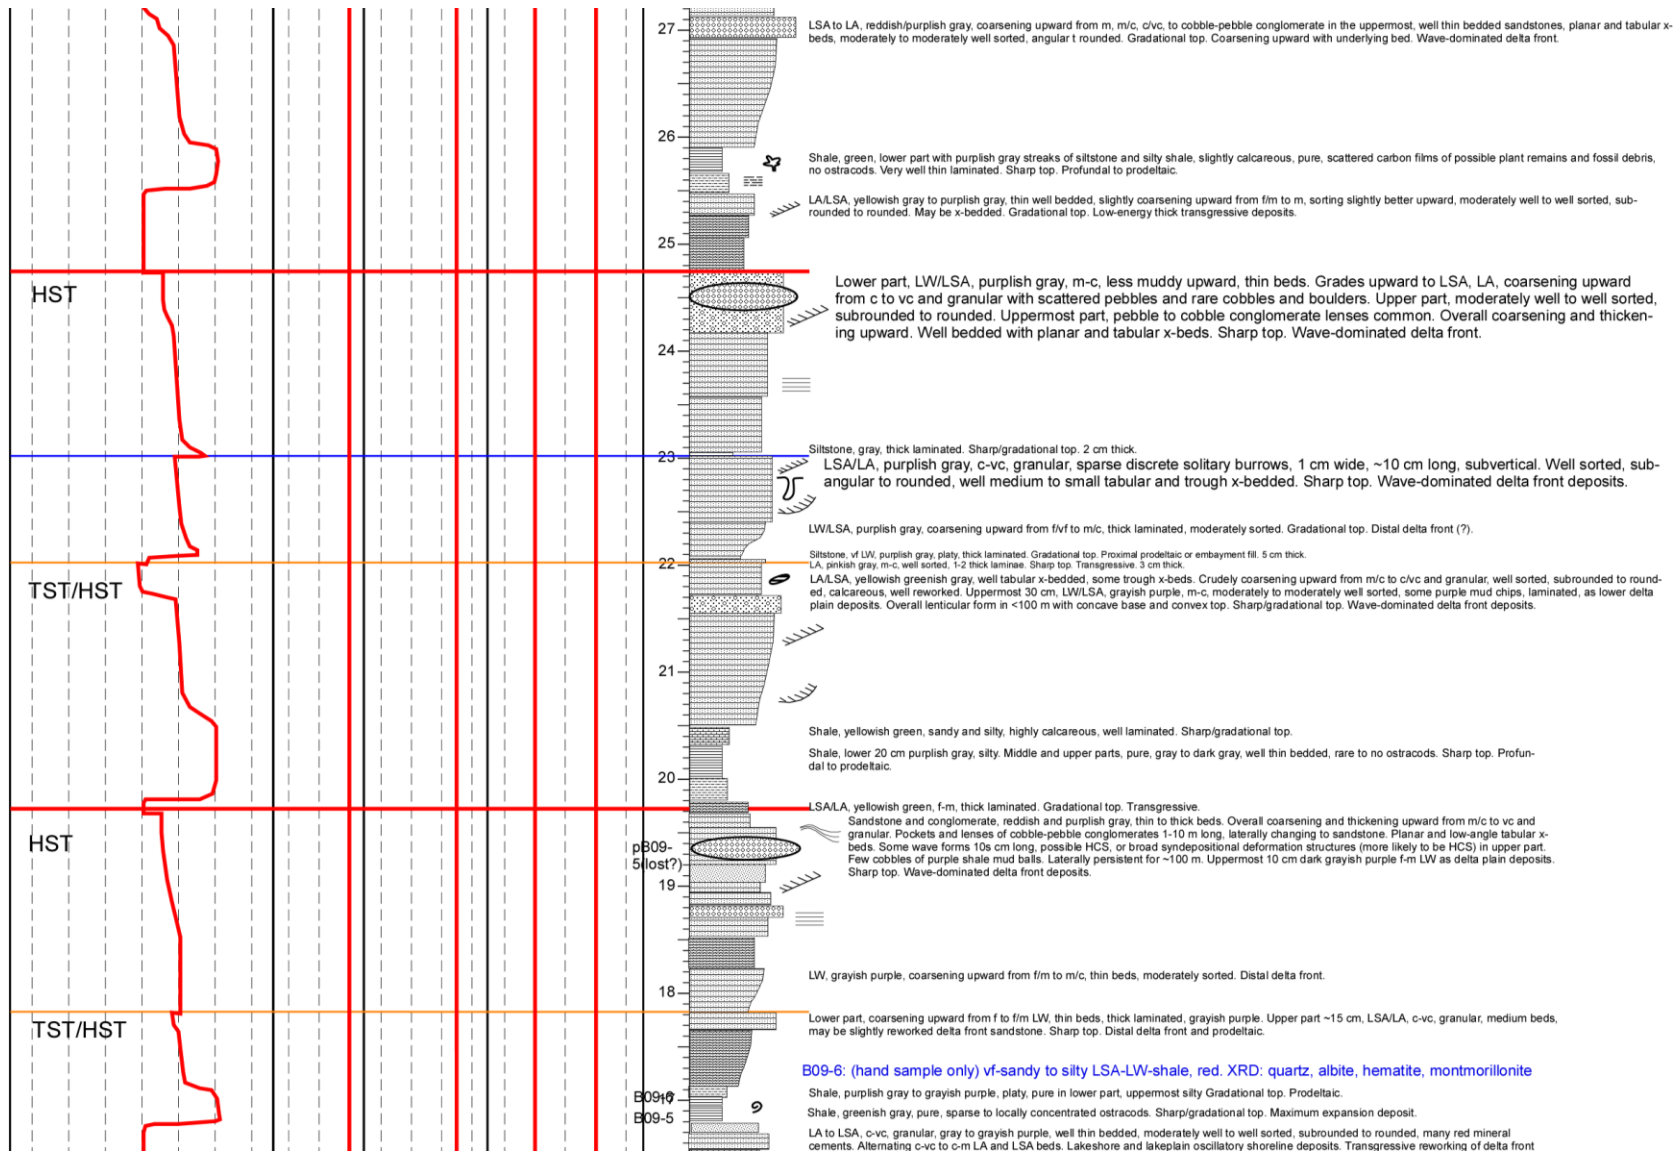 27
LSA to LA, reddish/purplish gray, coarsening upward from m, m/c, c/vc, to cobble-pebble conglomerate in the uppermost, well thin bedded sandstones, planar and tabular x-
beds, moderately to moderately well sorted, angular t rounded. Gradational top. Coarsening upward with underlying bed. Wave-dominated delta front.
26
Shale, green, lower part with purplish gray streaks of siltstone and silty shale, slightly calcareous, pure, scattered carbon films of possible plant remains and fossil debris,
no ostracods. Very well thin laminated. Sharp top. Profundal to prodeltaic.
LA/LSA, yellowish gray to purplish gray, thin well bedded, slightly coarsening upward from f/m to m, sorting slightly better upward, moderately well to well sorted, sub-
rounded to rounded. May be x-bedded. Gradational top. Low-energy thick transgressive deposits.
25
HST
Lower part, LW/LSA, purplish gray, m-c, less muddy upward, thin beds. Grades upward to LSA, LA, coarsening upward
from c to vc and granular with scattered pebbles and rare cobbles and boulders. Upper part, moderately well to well sorted,
subrounded to rounded. Uppermost part, pebble to cobble conglomerate lenses common. Overall coarsening and thicken-
ing upward. Well bedded with planar and tabular x-beds. Sharp top. Wave-dominated delta front.
24
Siltstone, gray, thick laminated. Sharp/gradational top. 2 cm thick.
23
LSA/LA, purplish gray, c-vc, granular, sparse discrete solitary burrows, 1 cm wide, ~10 cm long, subvertical. Well sorted, sub-
angular to rounded, well medium to small tabular and trough x-bedded. Sharp top. Wave-dominated delta front deposits.
LW/LSA, purplish gray, coarsening upward from f/vf to m/c, thick laminated, moderately sorted. Gradational top. Distal delta front (?).
Siltstone, vf LW, purplish gray, platy, thick laminated. Gradational top. Proximal prodeltaic or embayment fill. 5 cm thick.
22
LA, pinkish gray, m-c, well sorted, 1-2 thick laminae. Sharp top. Transgressive. 3 cm thick.
TST/HST
LA/LSA, yellowish greenish gray, well tabular x-bedded, some trough x-beds. Crudely coarsening upward from m/c to c/vc and granular, well sorted, subrounded to round-
ed, calcareous, well reworked. Uppermost 30 cm, LW/LSA, grayish purple, m-c, moderately to moderately well sorted, some purple mud chips, laminated, as lower delta
plain deposits. Overall lenticular form in <100 m with concave base and convex top. Sharp/gradational top. Wave-dominated delta front deposits.
21
Shale, yellowish green, sandy and silty, highly calcareous, well laminated. Sharp/gradational top.
Shale, lower 20 cm purplish gray, silty. Middle and upper parts, pure, gray to dark gray, well thin bedded, rare to no ostracods. Sharp top. Profun-
dal to prodeltaic.
20
LSA/LA, yellowish green, f-m, thick laminated. Gradational top. Transgressive.
HST
Sandstone and conglomerate, reddish and purplish gray, thin to thick beds. Overall coarsening and thickening upward from m/c to vc and
granular. Pockets and lenses of cobble-pebble conglomerates 1-10 m long, laterally changing to sandstone. Planar and low-angle tabular x-
beds. Some wave forms 10s cm long, possible HCS, or broad syndepositional deformation structures (more likely to be HCS) in upper part.
Few cobbles of purple shale mud balls. Laterally persistent for ~100 m. Uppermost 10 cm dark grayish purple f-m LW as delta plain deposits.
Sharp top. Wave-dominated delta front deposits.
pB09-
5(lost?)
19
LW, grayish purple, coarsening upward from f/m to m/c, thin beds, moderately sorted. Distal delta front.
18
TST/HST
Lower part, coarsening upward from f to f/m LW, thin beds, thick laminated, grayish purple. Upper part ~15 cm, LSA/LA, c-vc, granular, medium beds,
may be slightly reworked delta front sandstone. Sharp top. Distal delta front and prodeltaic.
B09-6: (hand sample only) vf-sandy to silty LSA-LW-shale, red. XRD: quartz, albite, hematite, montmorillonite
B09-6
17
Shale, purplish gray to grayish purple, platy, pure in lower part, uppermost silty Gradational top. Prodeltaic.
B09-5
Shale, greenish gray, pure, sparse to locally concentrated ostracods. Sharp/gradational top. Maximum expansion deposit.
LA to LSA, c-vc, granular, gray to grayish purple, well thin bedded, moderately well to well sorted, subrounded to rounded, many red mineral
cements. Alternating c-vc to c-m LA and LSA beds. Lakeshore and lakeplain oscillatory shoreline deposits. Transgressive reworking of delta front